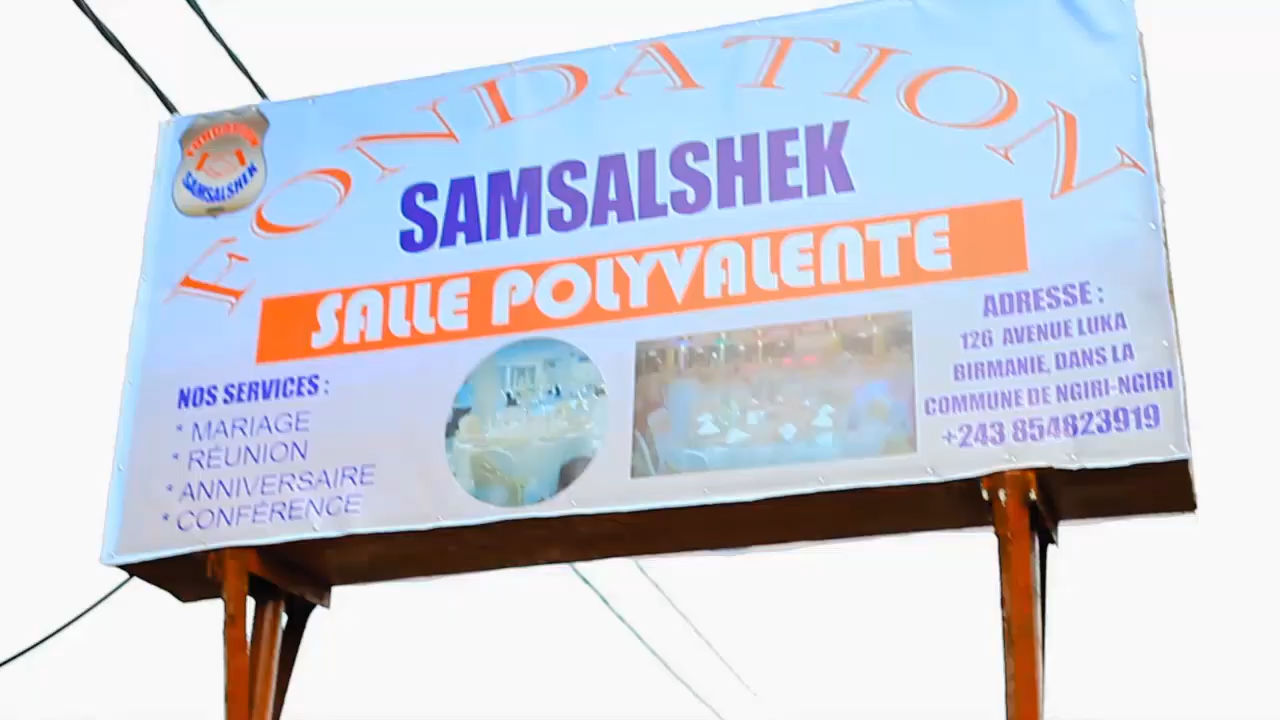 FONDATION
FONDATION
SAMSALSHEK
SAMSALSHEK
SALLE POLYVALENTE
NOS SERVICES :
* MARIAGE
* RÉUNION
* ANNIVERSAIRE
* CONFÉRENCE
ADRESSE :
126 AVENUE LUKA
BIRMANIE, DANS LA
COMMUNE DE NGIRI-NGIRI
+243 854823919